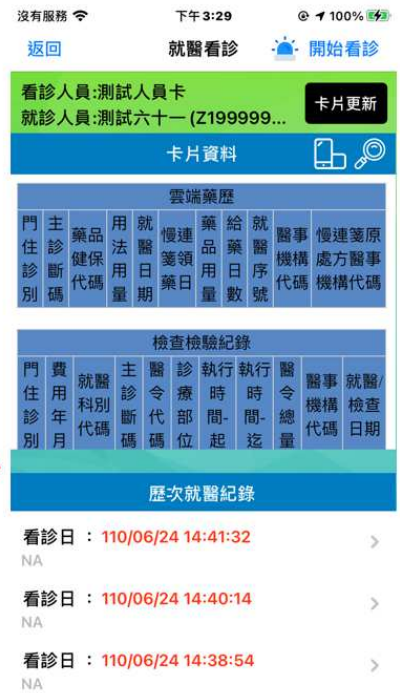 沒有服務 下午3:29 100%
返回 就醫看診 開始看診
看診人員:測試人員卡
就診人員:測試六十一(Z199999...
卡片更新
卡片資料
雲端藥歷
門住診別 主診斷碼 藥品健保代碼 用法用量 就醫日期 慢連箋領藥日 藥品用量 給藥日數 就醫序號 醫事機構代碼 慢連箋原處方醫事機構代碼
檢查檢驗紀錄
門住診別 費用年月 就醫科別代碼 主診斷碼 醫令代碼 診療部位 執行時間-起 執行時間-迄 醫令總量 醫事機構代碼 就醫/檢查日期
歷次就醫紀錄
看診日 : 110/06/24 14:41:32
NA
看診日 : 110/06/24 14:40:14
NA
看診日 : 110/06/24 14:38:54
NA